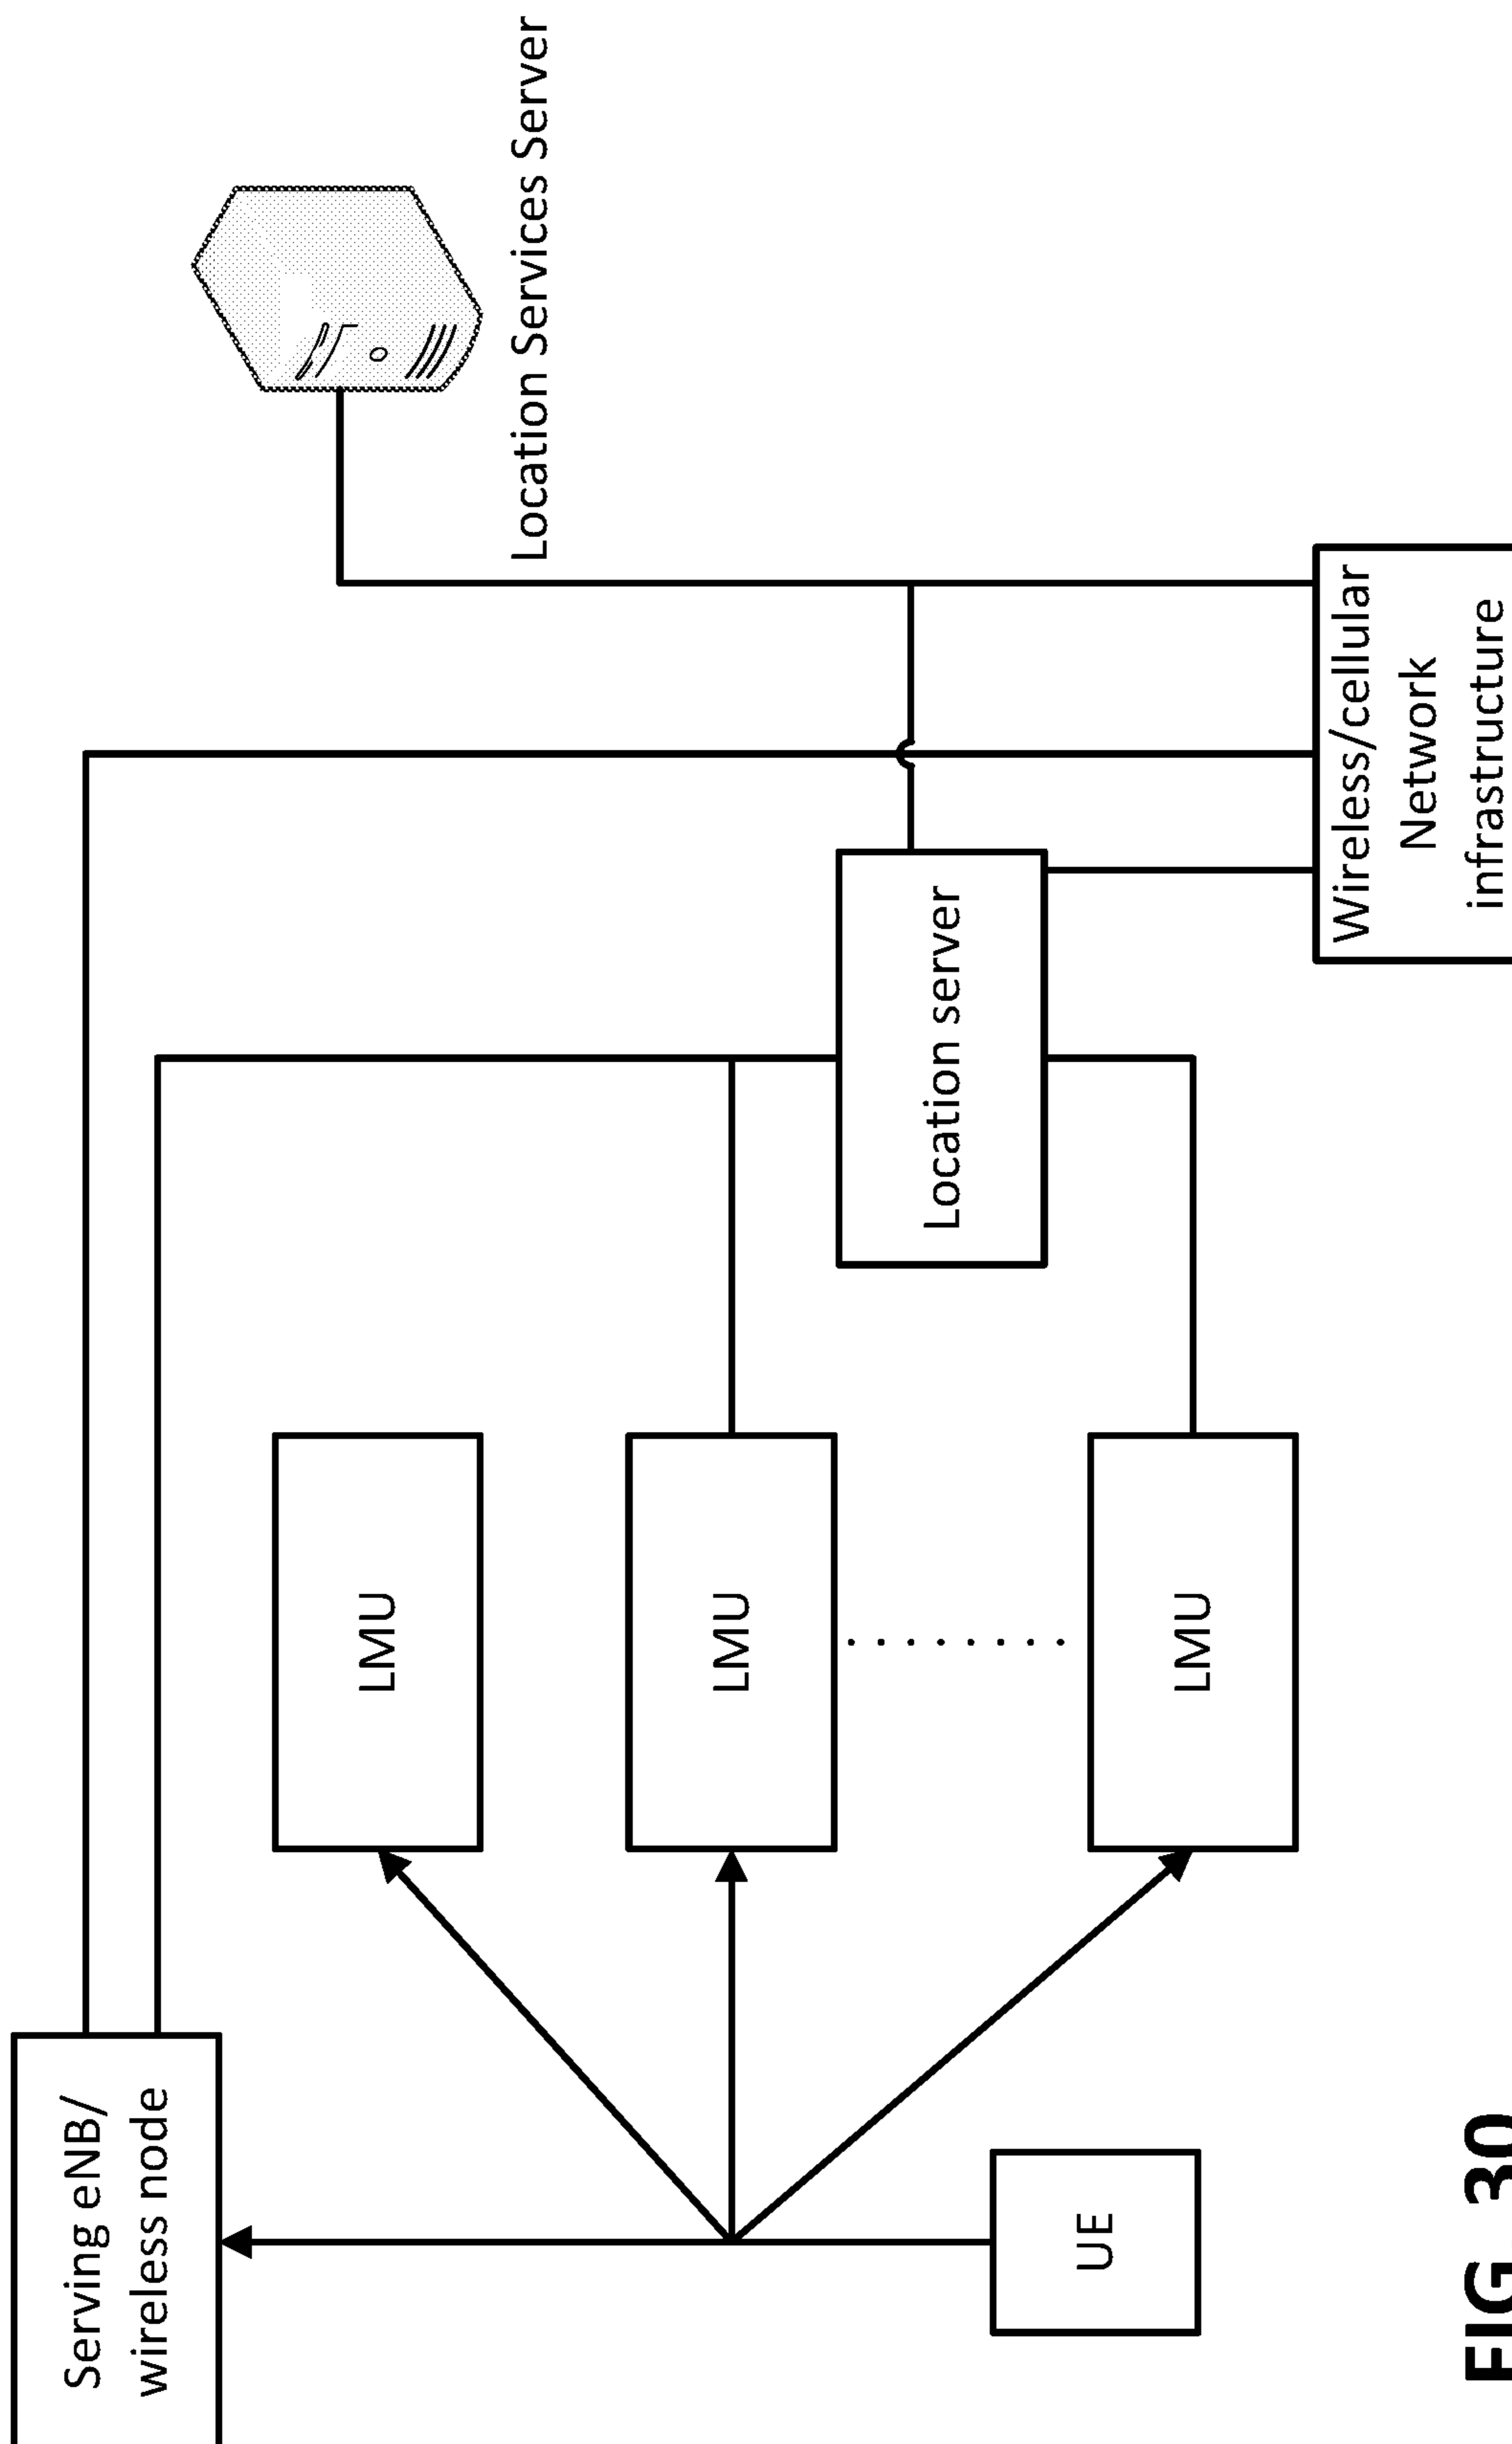 Serving eNB/
wireless node
Location Services Server
LMU
LMU
Location server
LMU
UE
Wireless/cellular
Network
infrastructure
FIG. 30